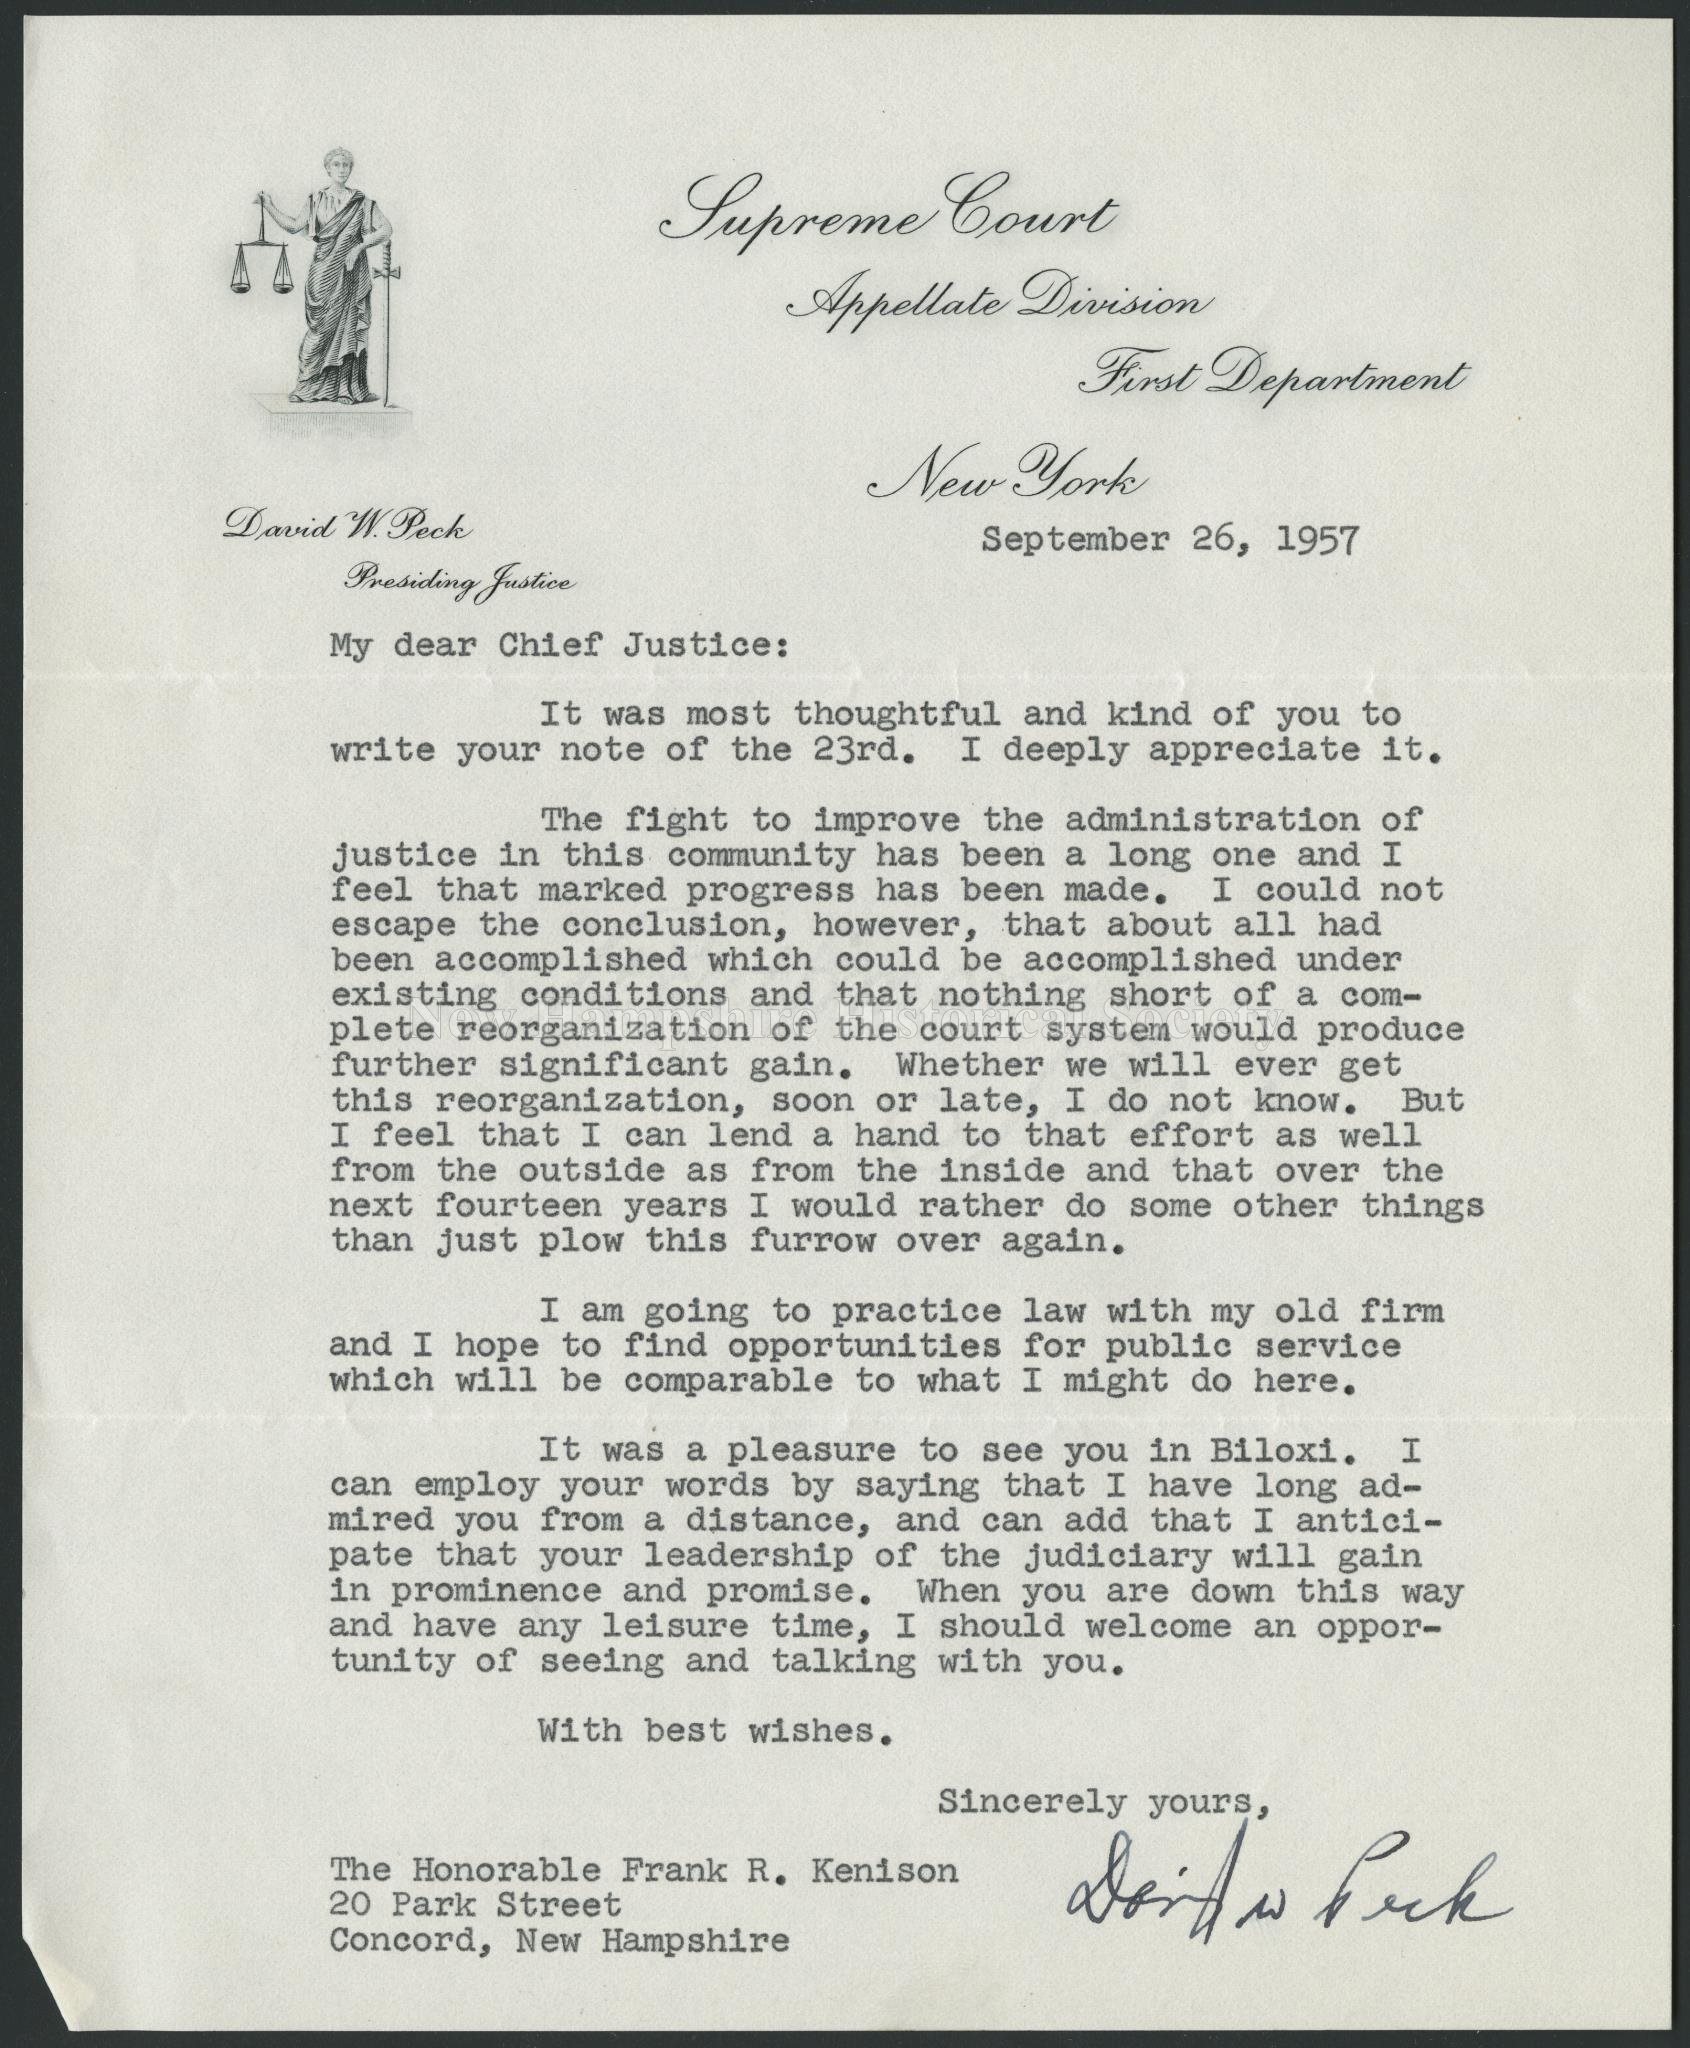 Supreme Court
Appellate Division
First Department
New York
David W. Peck
Presiding Justice
September 26, 1957
My dear Chief Justice:
It was most thoughtful and kind of you to
write your note of the 23rd. I deeply appreciate it.
The fight to improve the administration of
justice in this community has been a long one and I
feel that marked progress has been made. I could not
escape the conclusion, however, that about all had
been accomplished which could be accomplished under
existing conditions and that nothing short of a com-
plete reorganization of the court system would produce
further significant gain. Whether we will ever get
this reorganization, soon or late, I do not know. But
I feel that I can lend a hand to that effort as well
from the outside as from the inside and that over the
next fourteen years I would rather do some other things
than just plow this furrow over again.
I am going to practice law with my old firm
and I hope to find opportunities for public service
which will be comparable to what I might do here.
It was a pleasure to see you in Biloxi. I
can employ your words by saying that I have long ad-
mired you from a distance, and can add that I antici-
pate that your leadership of the judiciary will gain
in prominence and promise. When you are down this way
and have any leisure time, I should welcome an oppor-
tunity of seeing and talking with you.
With best wishes.
Sincerely yours,
David W Peck
The Honorable Frank R. Kenison
20 Park Street
Concord, New Hampshire
New Hampshire Historical Society